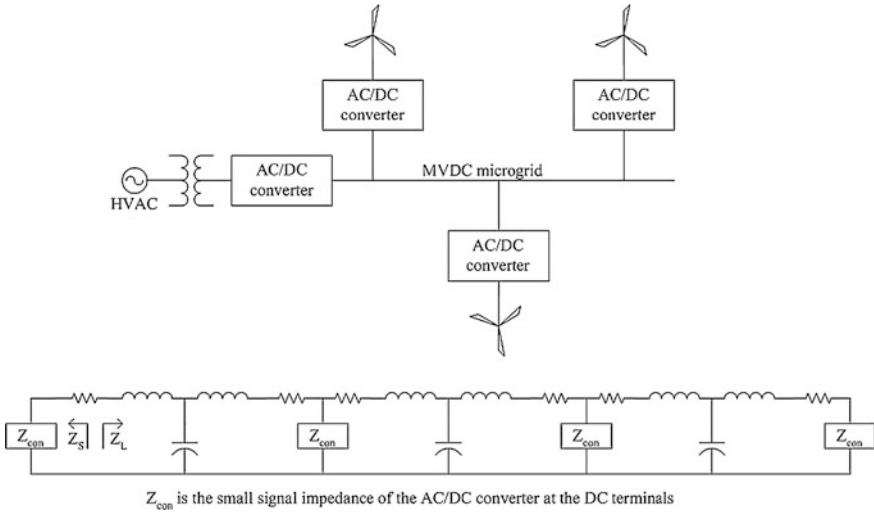 AC/DC
converter
AC/DC
converter
AC/DC
converter
MVDC microgrid
HVAC
AC/DC
converter
Z_con
Z_S
Z_L
Z_con
Z_con
Z_con
Z_con is the small signal impedance of the AC/DC converter at the DC terminals